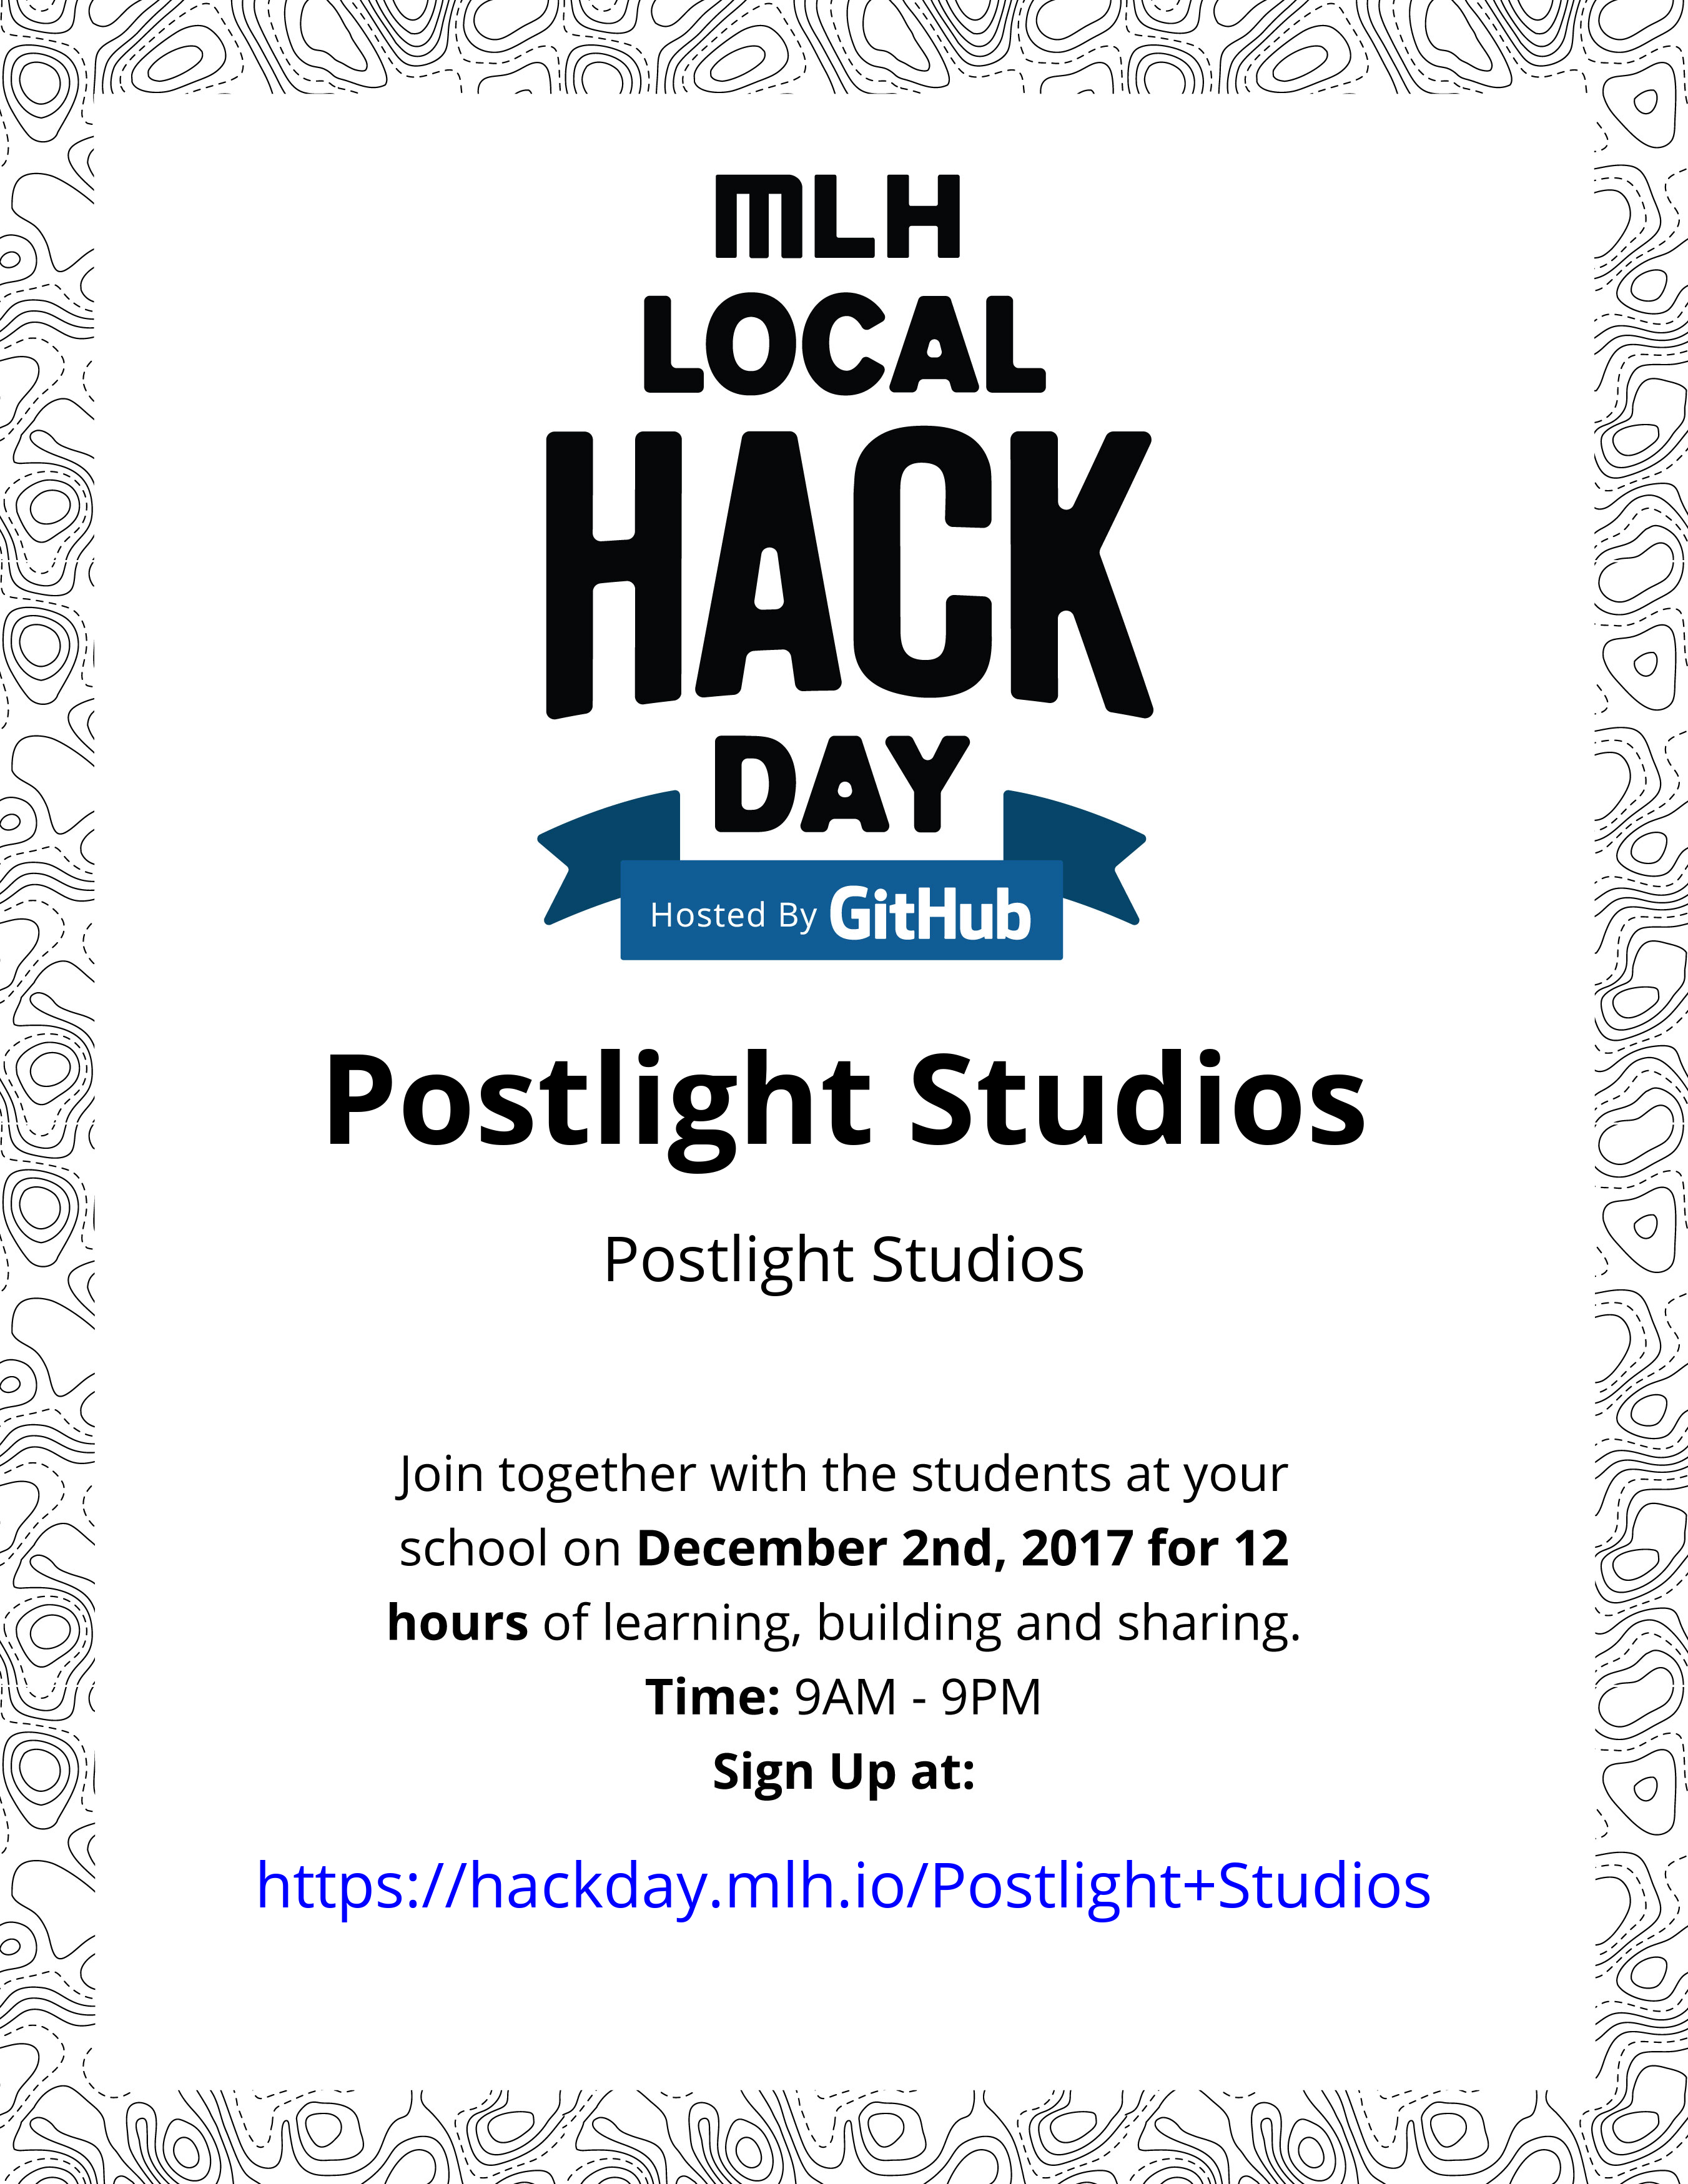 MLH
LOCAL
HACK
DAY
Hosted By GitHub
Postlight Studios
Postlight Studios
Join together with the students at your
school on December 2nd, 2017 for 12
hours of learning, building and sharing.
Time: 9AM - 9PM
Sign Up at:
https://hackday.mlh.io/Postlight+Studios